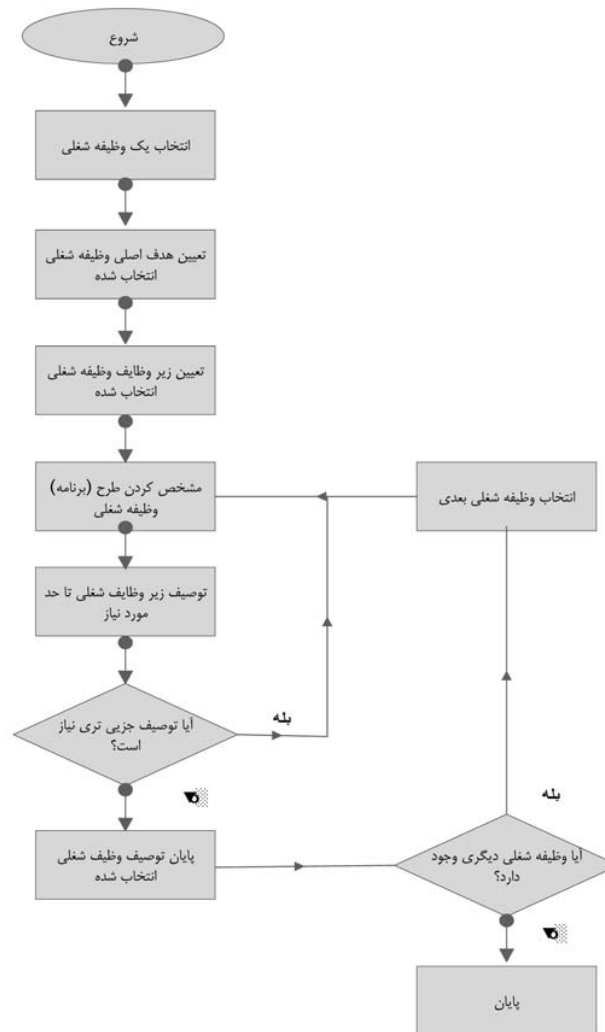 شروع
انتخاب یک وظیفه شغلی
تعیین هدف اصلی وظیفه شغلی
انتخاب شده
تعیین زیر وظایف وظیفه شغلی
انتخاب شده
مشخص کردن طرح (برنامه)
وظیفه شغلی
انتخاب وظیفه شغلی بعدی
توصیف زیر وظایف شغلی تا حد
مورد نیاز
آیا توصیف جزیی تری نیاز
است؟
بله
بله
پایان توصیف وظیف شغلی
انتخاب شده
آیا وظیفه شغلی دیگری وجود
دارد؟
پایان